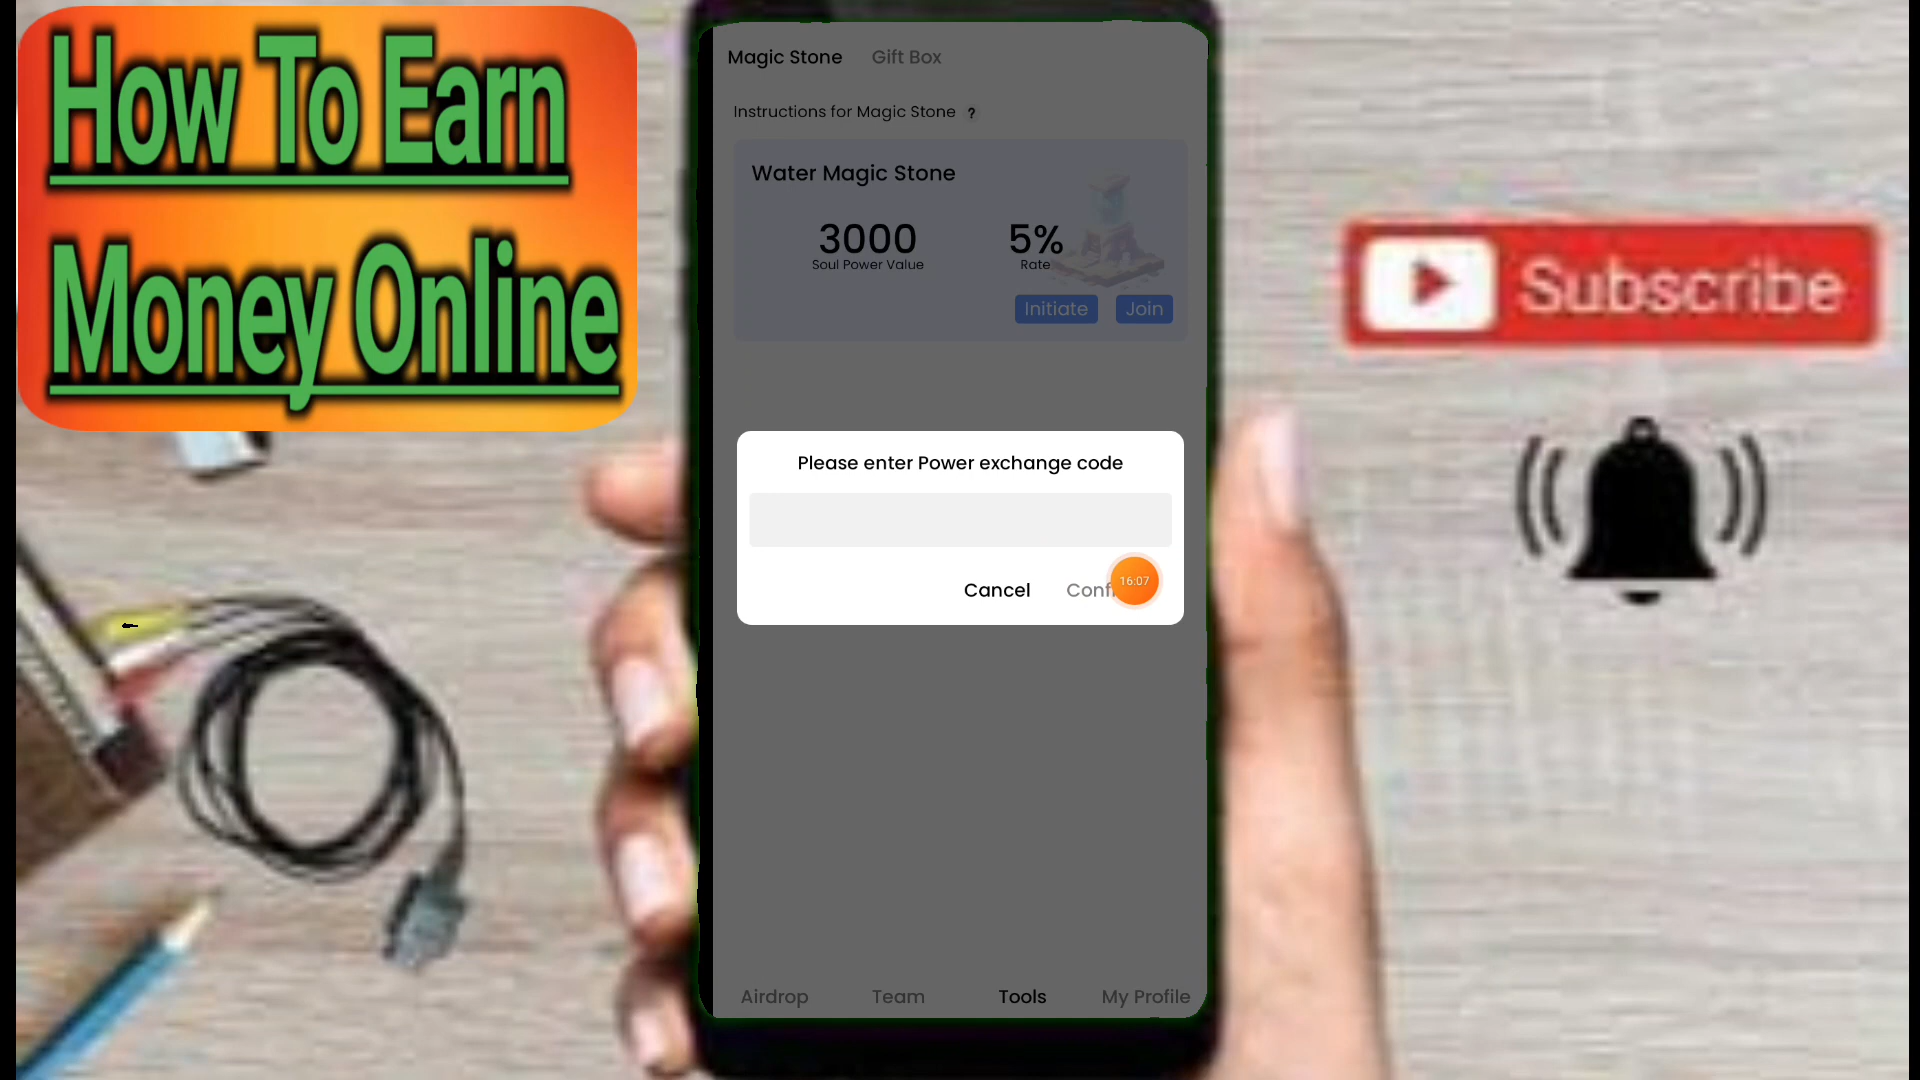 How To Earn
Money Online
Magic Stone Gift Box
Instructions for Magic Stone ?
Water Magic Stone
3000 5%
Soul Power Value Rate
Initiate Join
Please enter Power exchange code
Cancel Conf
16:07
Airdrop Team Tools My Profile
Subscribe